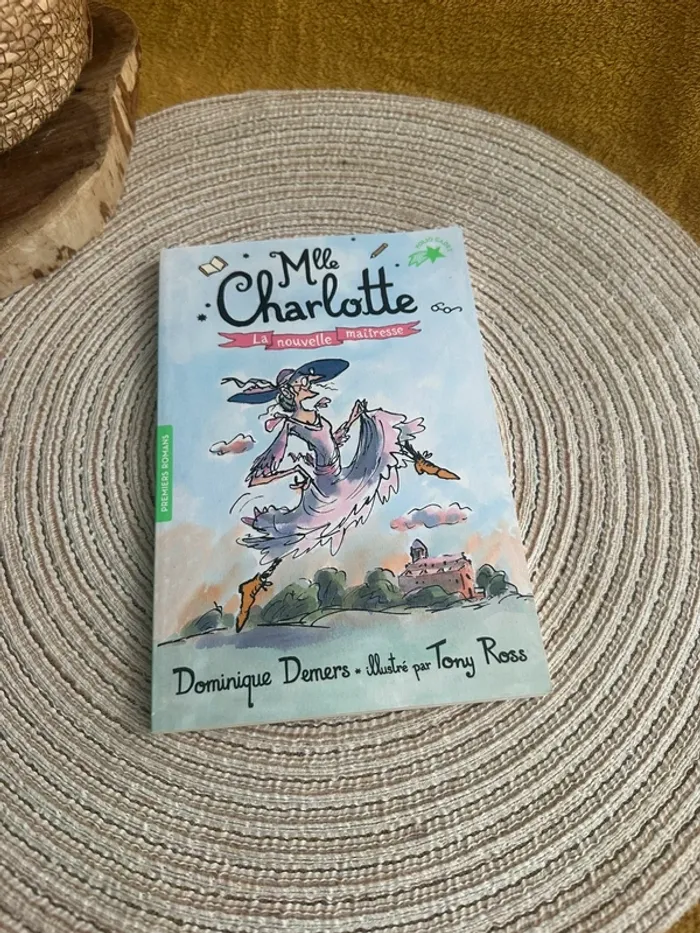 Mlle
Charlotte
La nouvelle maîtresse
PREMIERS ROMANS
Dominique Demers * illustré par Tony Ross